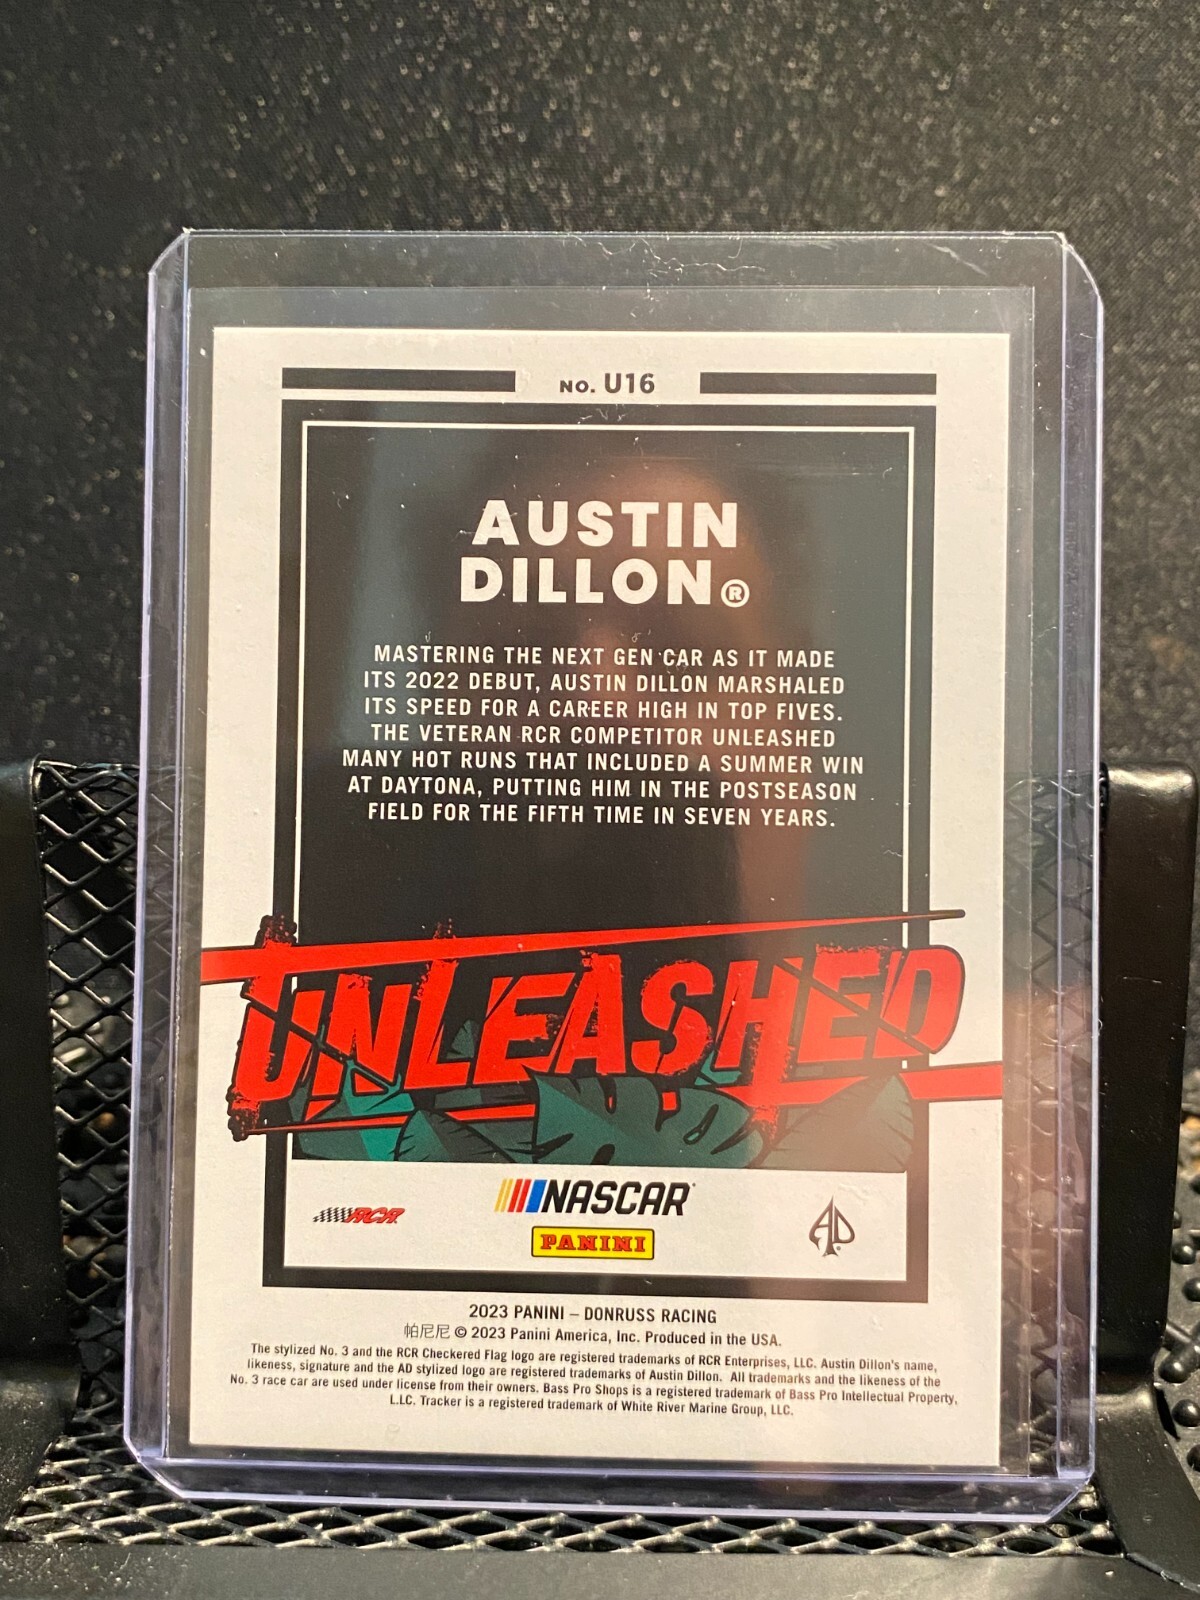 NO. U16
AUSTIN
DILLON®
MASTERING THE NEXT GEN CAR AS IT MADE
ITS 2022 DEBUT, AUSTIN DILLON MARSHALED
ITS SPEED FOR A CAREER HIGH IN TOP FIVES.
THE VETERAN RCR COMPETITOR UNLEASHED
MANY HOT RUNS THAT INCLUDED A SUMMER WIN
AT DAYTONA, PUTTING HIM IN THE POSTSEASON
FIELD FOR THE FIFTH TIME IN SEVEN YEARS.
UNLEASHED
RCR
NASCAR
PANINI
AD
2023 PANINI – DONRUSS RACING
帕尼尼 © 2023 Panini America, Inc. Produced in the USA.
The stylized No. 3 and the RCR Checkered Flag logo are registered trademarks of RCR Enterprises, LLC. Austin Dillon's name,
likeness, signature and the AD stylized logo are registered trademarks of Austin Dillon. All trademarks and the likeness of the
No. 3 race car are used under license from their owners. Bass Pro Shops is a registered trademark of Bass Pro Intellectual Property,
L.L.C. Tracker is a registered trademark of White River Marine Group, LLC.